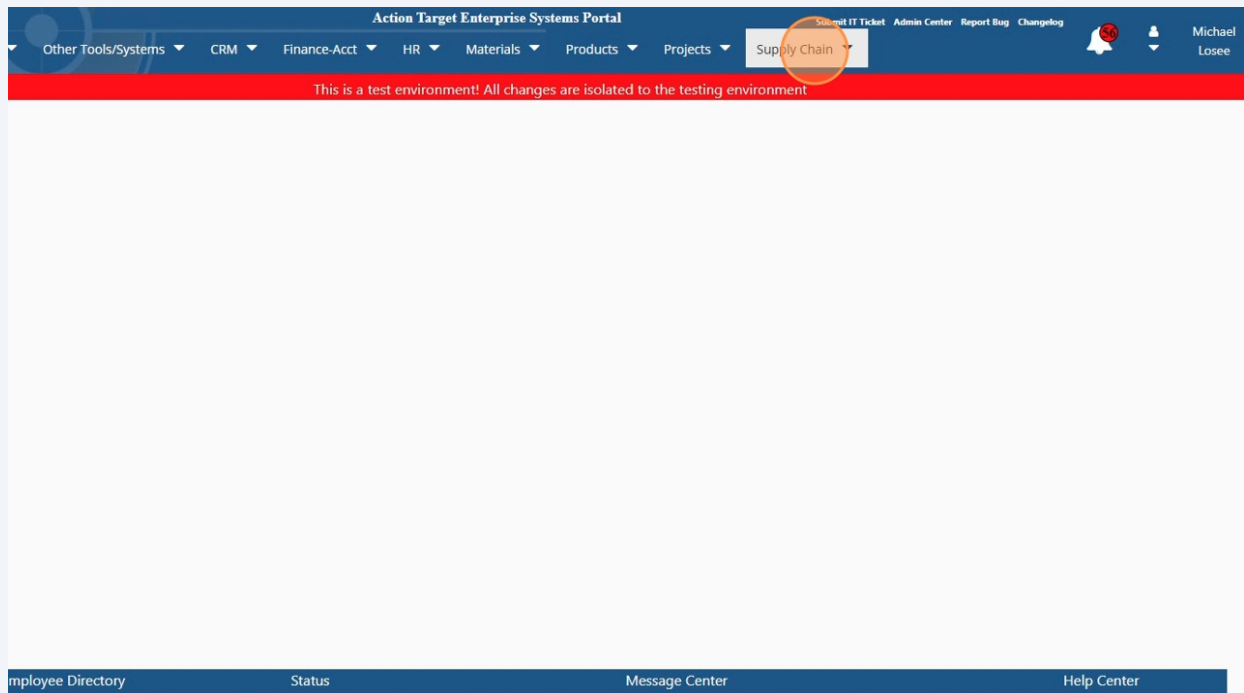 Action Target Enterprise Systems Portal
Submit IT Ticket Admin Center Report Bug Changelog
Other Tools/Systems CRM Finance-Acct HR Materials Products Projects Supply Chain
56
Michael
Losee
This is a test environment! All changes are isolated to the testing environment
mployee Directory Status Message Center Help Center